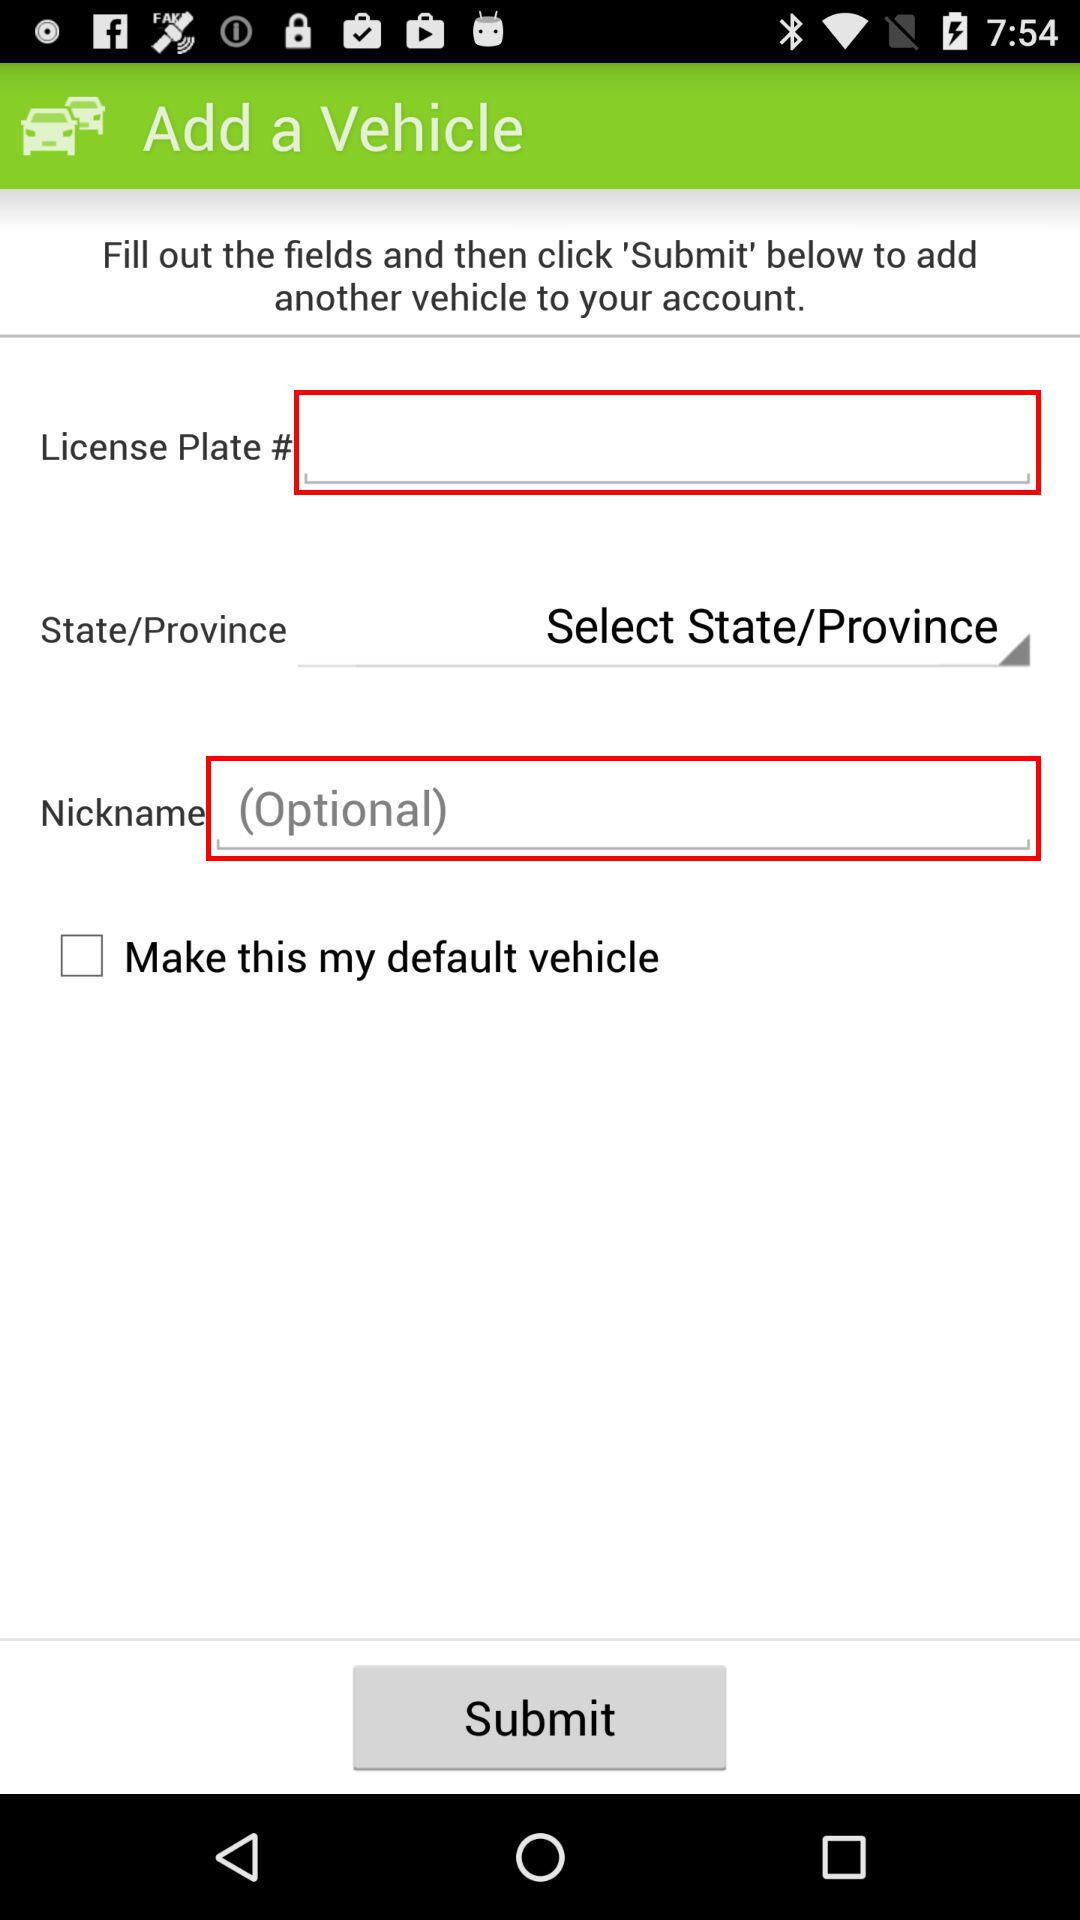 FAKE
7:54
Add a Vehicle
Fill out the fields and then click 'Submit' below to add
another vehicle to your account.
License Plate #
State/Province Select State/Province
Nickname (Optional)
Make this my default vehicle
Submit